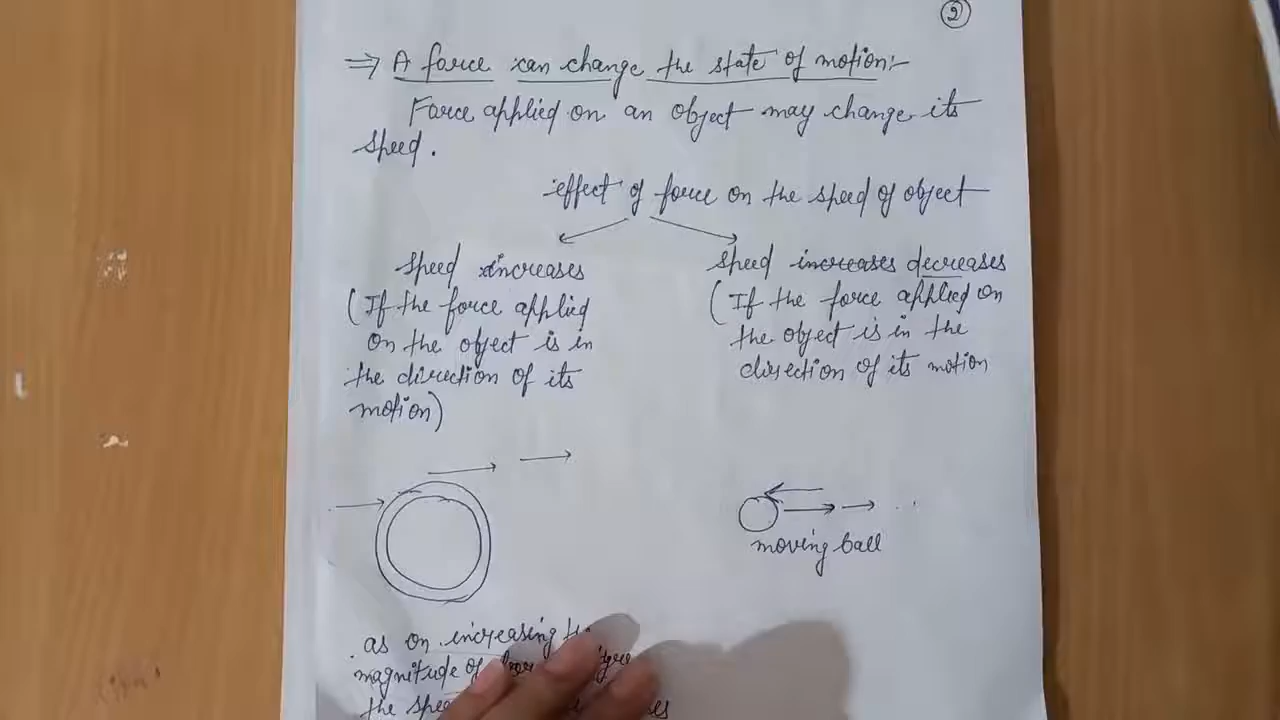 2
⇒ A force can change the state of motion:-
Force applied on an object may change its
speed.
effect of force on the speed of object
speed increases
(If the force applied
on the object is in
the direction of its
motion)
speed increases decreases
(If the force applied on
the object is in the
direction of its motion
moving ball
as on increasing
magnitude of
the